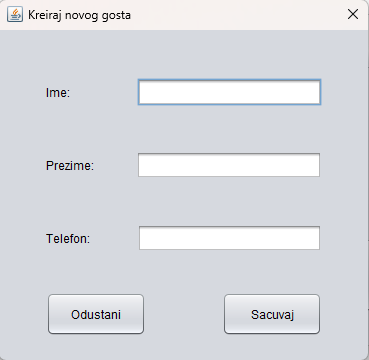 Kreiraj novog gosta
Ime:
Prezime:
Telefon:
Odustani Sacuvaj